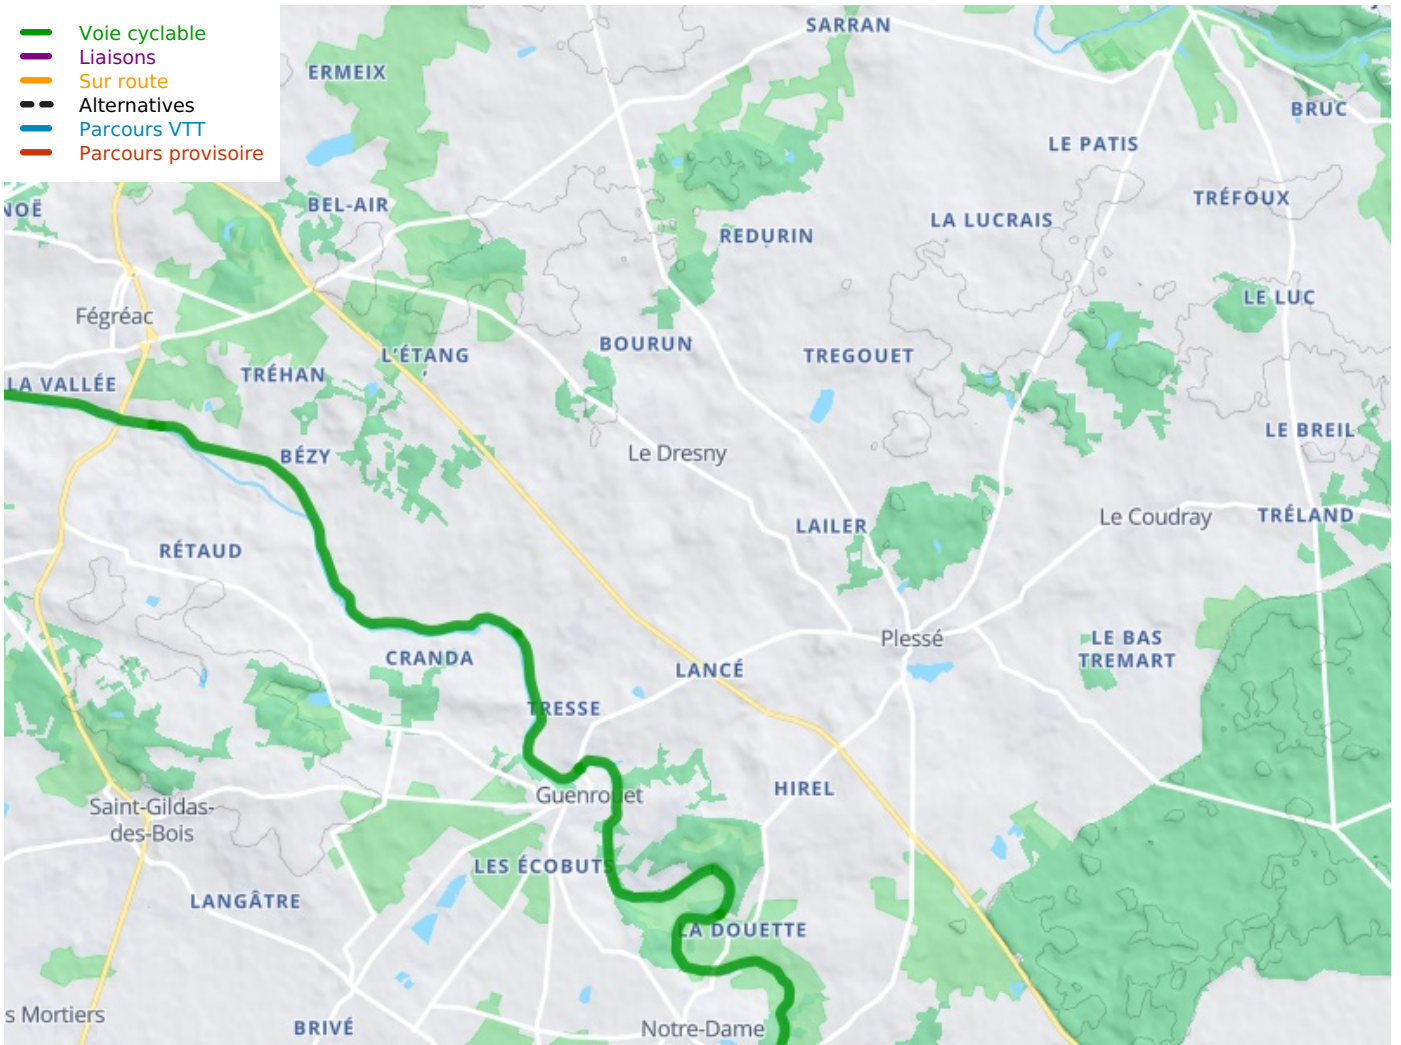 Voie cyclable
Liaisons
Sur route
Alternatives
Parcours VTT
Parcours provisoire
SARRAN
ERMEIX
BRUC
LE PATIS
NOË
BEL-AIR
TRÉFOUX
LA LUCRAIS
REDURIN
LE LUC
Fégréac
BOURUN
L'ÉTANG
TREGOUET
TRÉHAN
LA VALLÉE
LE BREIL
BÉZY
Le Dresny
LAILER
Le Coudray
TRÉLAND
RÉTAUD
Plessé
LE BAS
TREMART
CRANDA
LANCÉ
TRESSE
HIREL
Guenrouet
Saint-Gildas-
des-Bois
LES ÉCOBUTS
LANGÂTRE
LA DOUETTE
s Mortiers
BRIVÉ
Notre-Dame